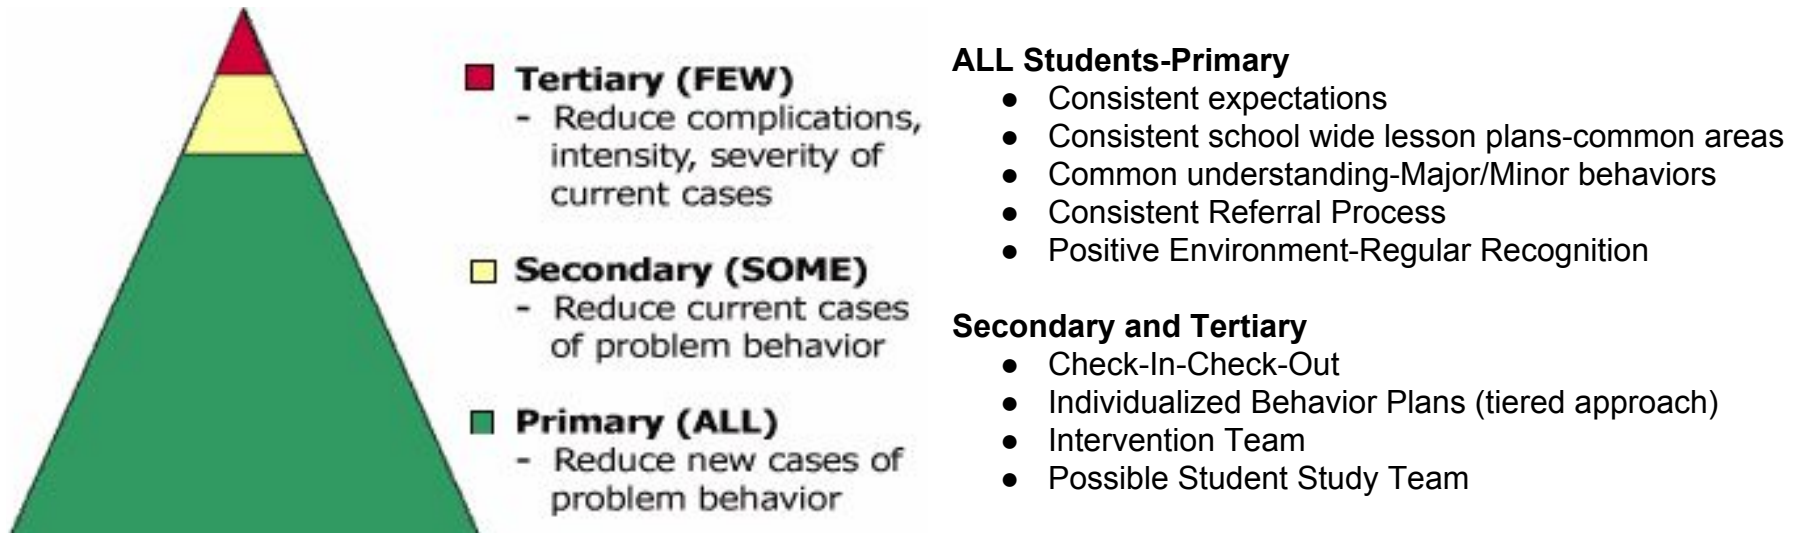 Tertiary (FEW)
- Reduce complications,
intensity, severity of
current cases
Secondary (SOME)
- Reduce current cases
of problem behavior
Primary (ALL)
- Reduce new cases of
problem behavior
ALL Students-Primary
● Consistent expectations
● Consistent school wide lesson plans-common areas
● Common understanding-Major/Minor behaviors
● Consistent Referral Process
● Positive Environment-Regular Recognition
Secondary and Tertiary
● Check-In-Check-Out
● Individualized Behavior Plans (tiered approach)
● Intervention Team
● Possible Student Study Team